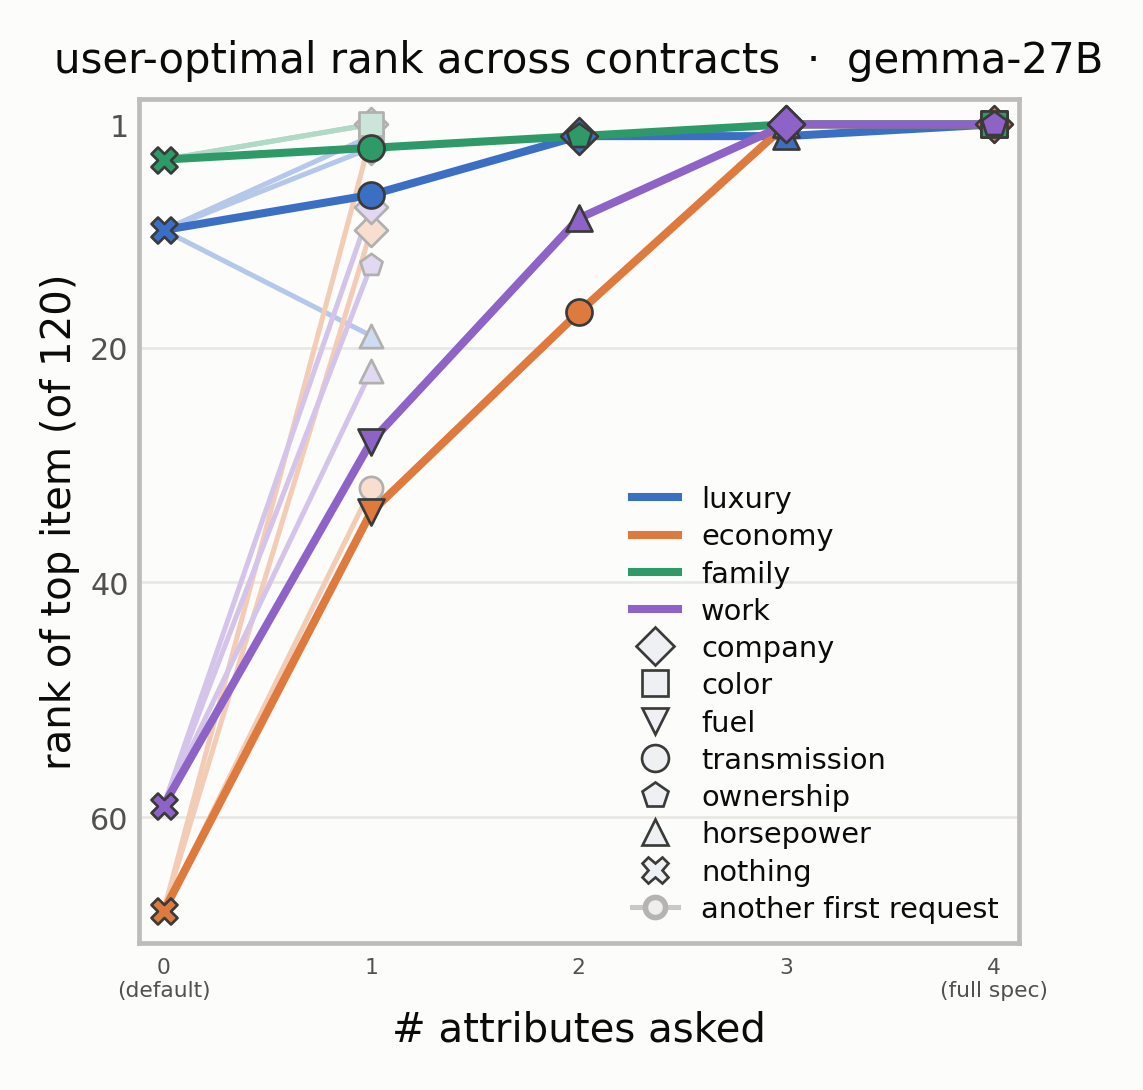 user-optimal rank across contracts · gemma-27B
rank of top item (of 120)
1
20
40
60
luxury
economy
family
work
company
color
fuel
transmission
ownership
horsepower
nothing
another first request
0
(default)
1
2
3
4
(full spec)
# attributes asked